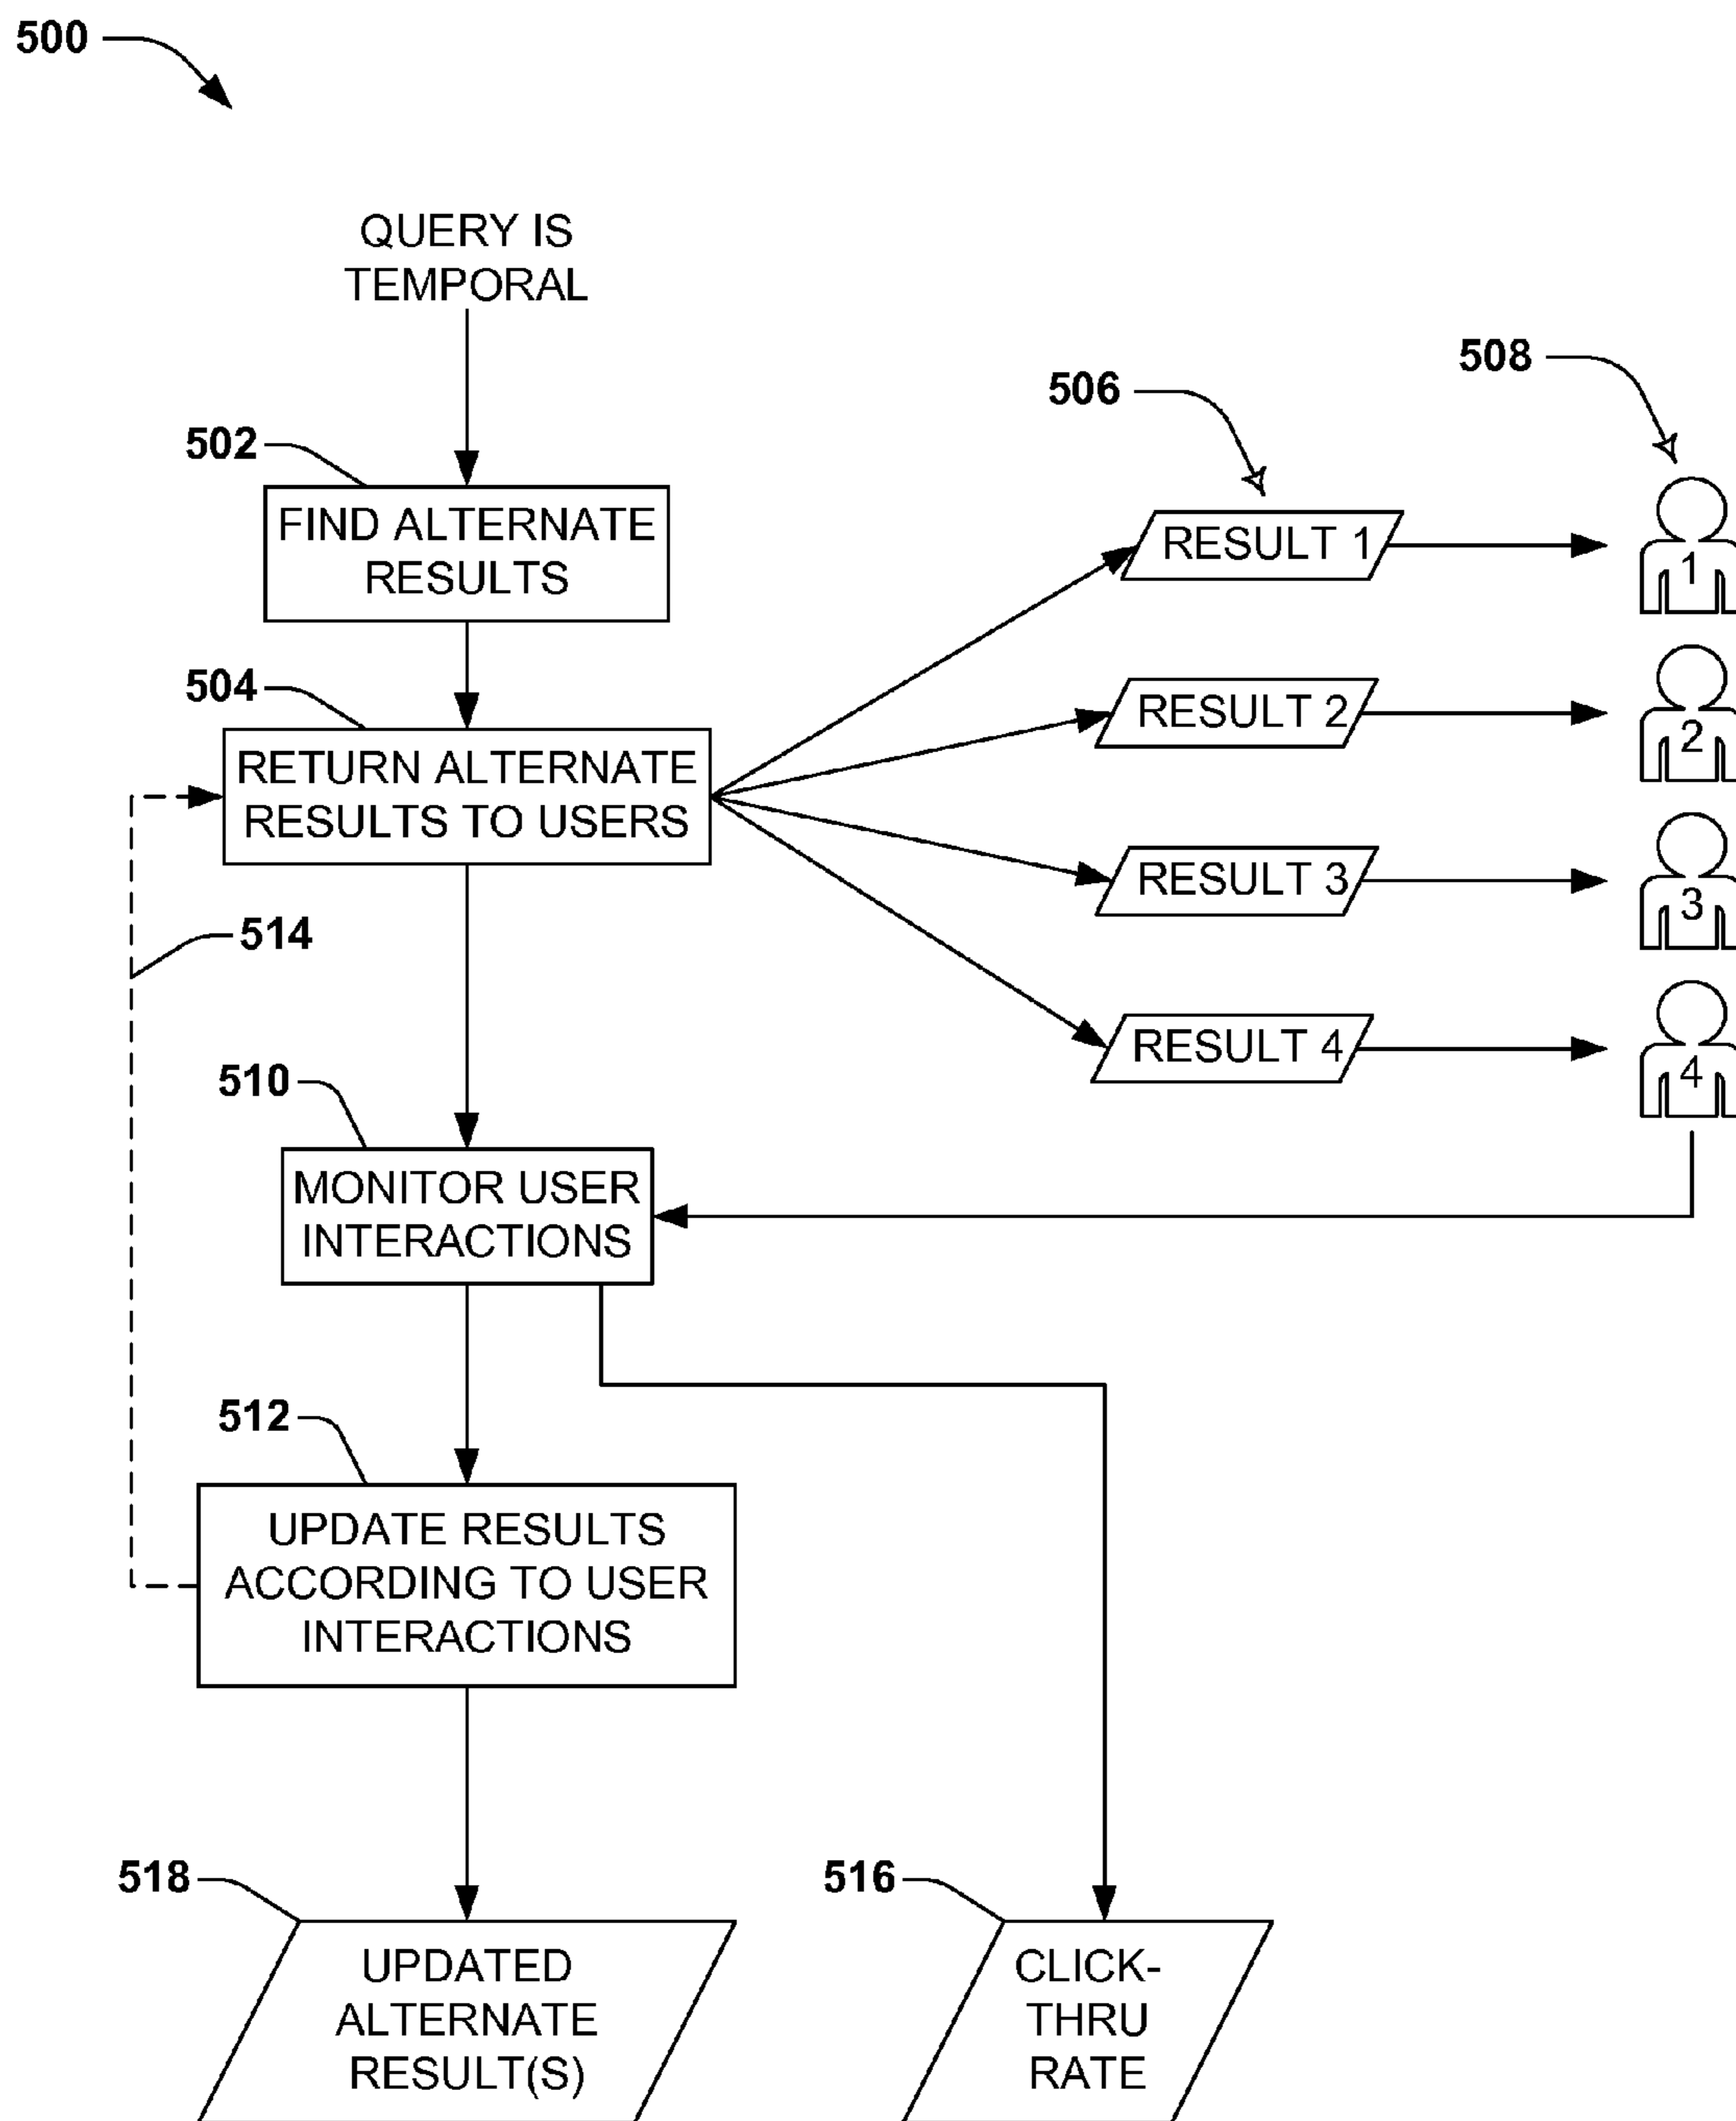 500
QUERY IS
TEMPORAL
508
506
502
FIND ALTERNATE
RESULTS
RESULT 1
1
504
RETURN ALTERNATE
RESULTS TO USERS
RESULT 2
2
RESULT 3
3
514
RESULT 4
4
510
MONITOR USER
INTERACTIONS
512
UPDATE RESULTS
ACCORDING TO USER
INTERACTIONS
518
UPDATED
ALTERNATE
RESULT(S)
516
CLICK-
THRU
RATE